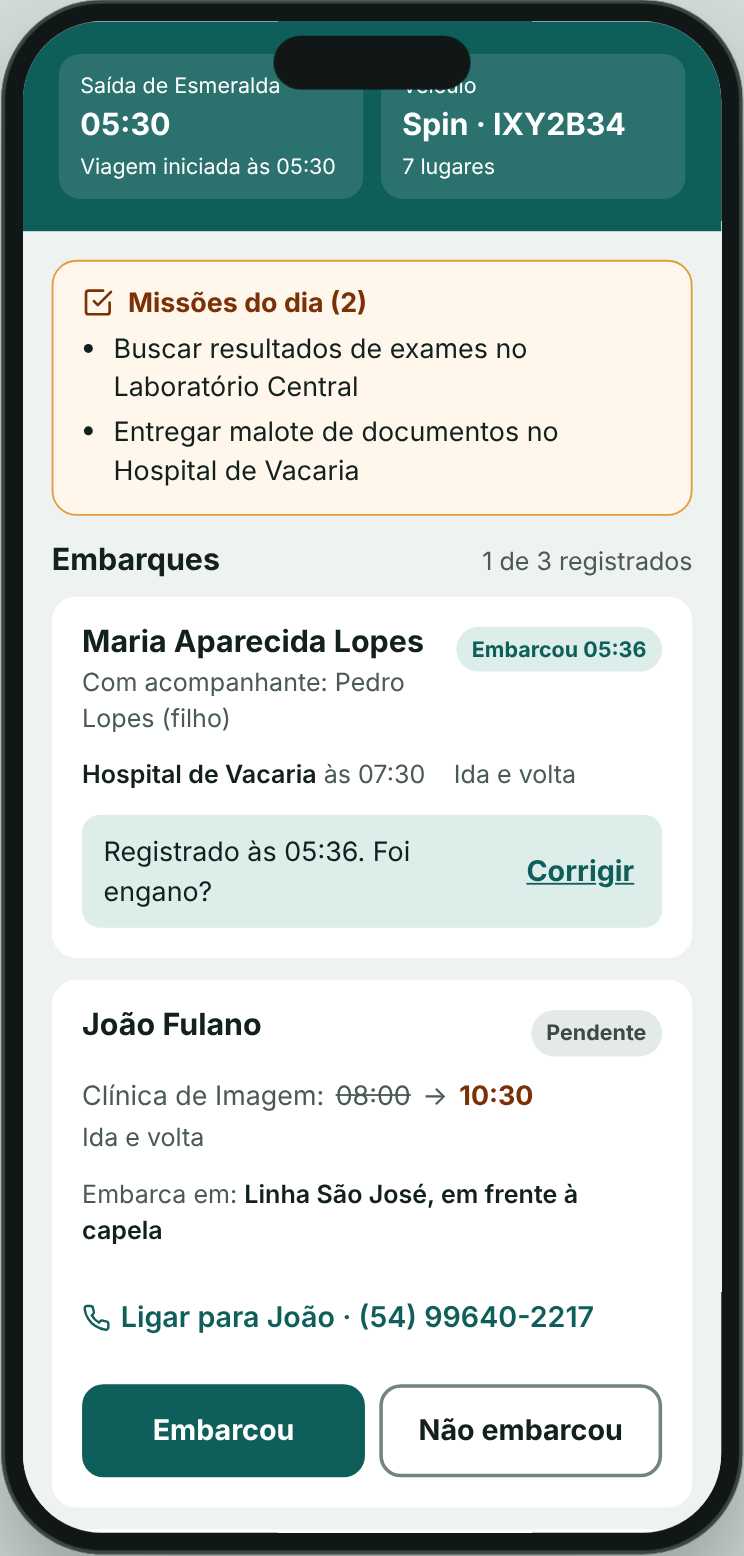 Saída de Esmeralda
05:30
Viagem iniciada às 05:30
Veículo
Spin · IXY2B34
7 lugares
Missões do dia (2)
• Buscar resultados de exames no
Laboratório Central
• Entregar malote de documentos no
Hospital de Vacaria
Embarques
1 de 3 registrados
Maria Aparecida Lopes
Embarcou 05:36
Com acompanhante: Pedro
Lopes (filho)
Hospital de Vacaria às 07:30 Ida e volta
Registrado às 05:36. Foi
engano?
Corrigir
João Fulano
Pendente
Clínica de Imagem: 08:00 → 10:30
Ida e volta
Embarca em: Linha São José, em frente à
capela
Ligar para João · (54) 99640-2217
Embarcou
Não embarcou